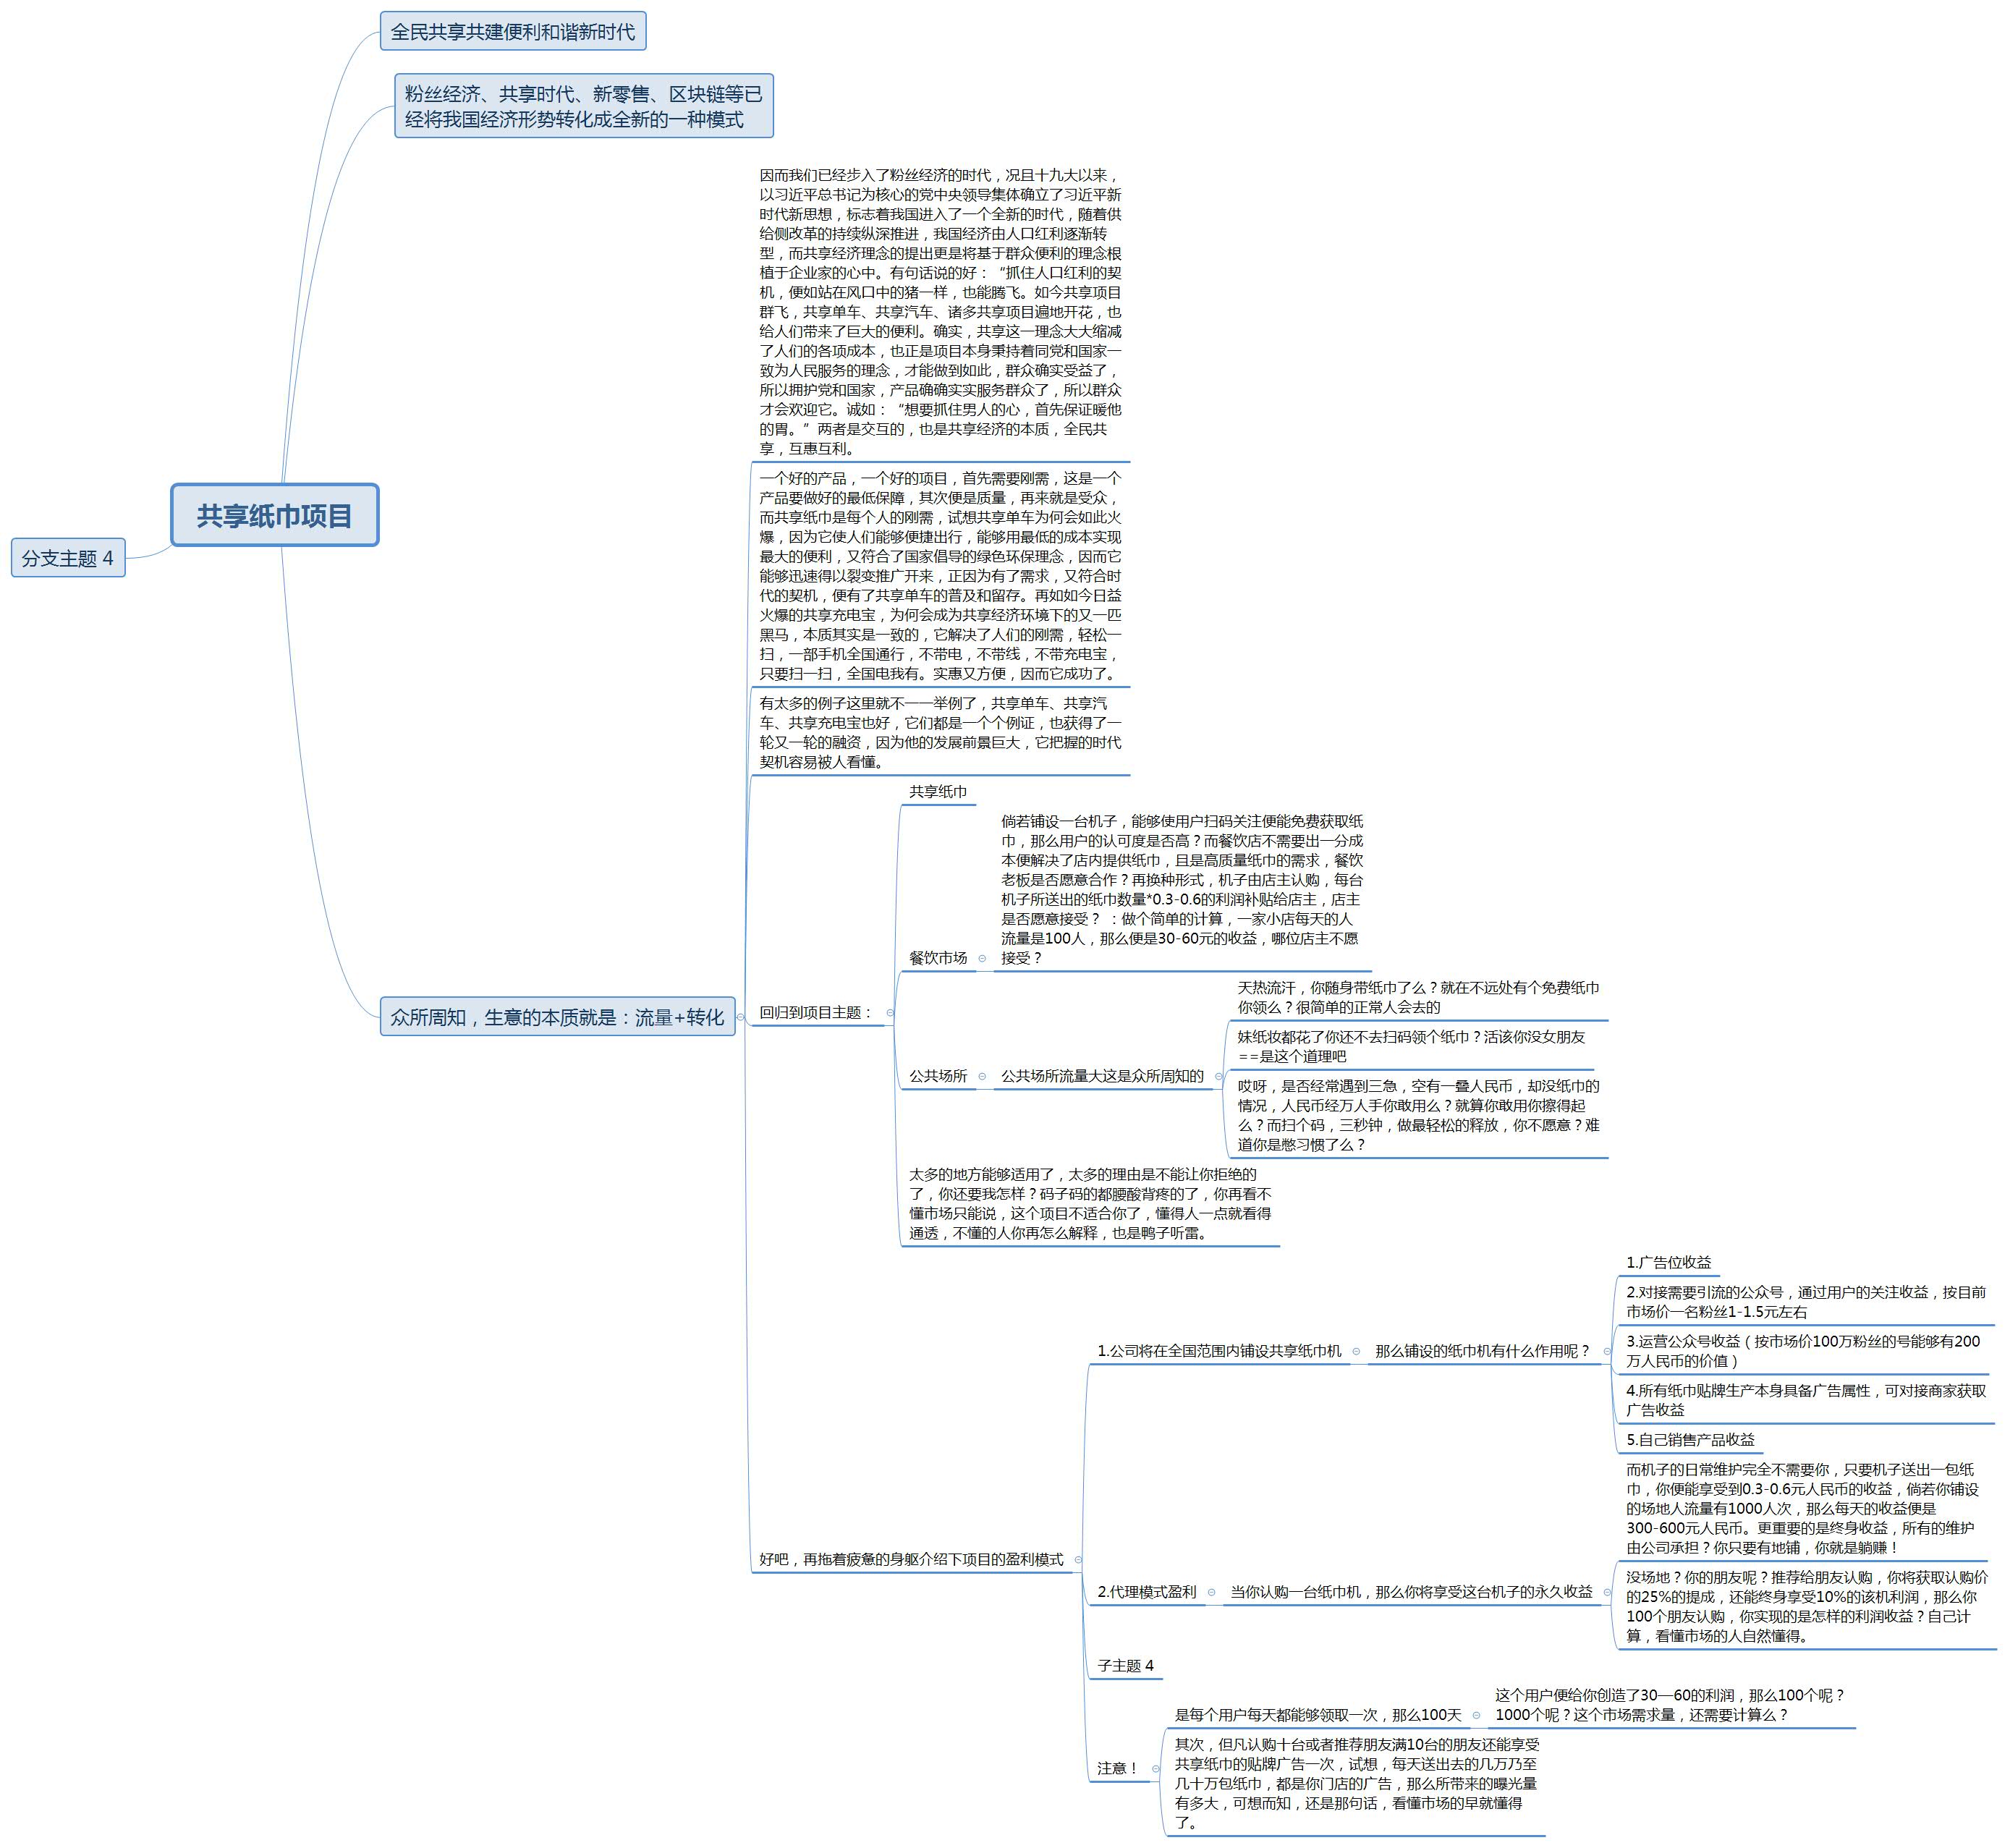 全民共享共建便利和谐新时代
粉丝经济、共享时代、新零售、区块链等已
经将我国经济形势转化成全新的一种模式
共享纸巾项目
分支主题 4
众所周知，生意的本质就是：流量+转化
因而我们已经步入了粉丝经济的时代，况且十九大以来，
以习近平总书记为核心的党中央领导集体确立了习近平新
时代新思想，标志着我国进入了一个全新的时代，随着供
给侧改革的持续纵深推进，我国经济由人口红利逐渐转
型，而共享经济理念的提出更是将基于群众便利的理念根
植于企业家的心中。有句话说的好：“抓住人口红利的契
机，便如站在风口中的猪一样，也能腾飞。如今共享项目
群飞，共享单车、共享汽车、诸多共享项目遍地开花，也
给人们带来了巨大的便利。确实，共享这一理念大大缩减
了人们的各项成本，也正是项目本身秉持着同党和国家一
致为人民服务的理念，才能做到如此，群众确实受益了，
所以拥护党和国家，产品确确实实服务群众了，所以群众
才会欢迎它。诚如：“想要抓住男人的心，首先保证暖他
的胃。”两者是交互的，也是共享经济的本质，全民共
享，互惠互利。
一个好的产品，一个好的项目，首先需要刚需，这是一个
产品要做好的最低保障，其次便是质量，再来就是受众，
而共享纸巾是每个人的刚需，试想共享单车为何会如此火
爆，因为它使人们能够便捷出行，能够用最低的成本实现
最大的便利，又符合了国家倡导的绿色环保理念，因而它
能够迅速得以裂变推广开来，正因为有了需求，又符合时
代的契机，便有了共享单车的普及和留存。再如如今日益
火爆的共享充电宝，为何会成为共享经济环境下的又一匹
黑马，本质其实是一致的，它解决了人们的刚需，轻松一
扫，一部手机全国通行，不带电，不带线，不带充电宝，
只要扫一扫，全国电我有。实惠又方便，因而它成功了。
有太多的例子这里就不一一举例了，共享单车、共享汽
车、共享充电宝也好，它们都是一个个例证，也获得了一
轮又一轮的融资，因为他的发展前景巨大，它把握的时代
契机容易被人看懂。
回归到项目主题：
共享纸巾
餐饮市场
倘若铺设一台机子，能够使用户扫码关注便能免费获取纸
巾，那么用户的认可度是否高？而餐饮店不需要出一分成
本便解决了店内提供纸巾，且是高质量纸巾的需求，餐饮
老板是否愿意合作？再换种形式，机子由店主认购，每台
机子所送出的纸巾数量*0.3-0.6的利润补贴给店主，店主
是否愿意接受？ ：做个简单的计算，一家小店每天的人
流量是100人，那么便是30-60元的收益，哪位店主不愿
接受？
公共场所
公共场所流量大这是众所周知的
天热流汗，你随身带纸巾了么？就在不远处有个免费纸巾
你领么？很简单的正常人会去的
妹纸妆都花了你还不去扫码领个纸巾？活该你没女朋友
==是这个道理吧
哎呀，是否经常遇到三急，空有一叠人民币，却没纸巾的
情况，人民币经万人手你敢用么？就算你敢用你擦得起
么？而扫个码，三秒钟，做最轻松的释放，你不愿意？难
道你是憋习惯了么？
太多的地方能够适用了，太多的理由是不能让你拒绝的
了，你还要我怎样？码子码的都腰酸背疼的了，你再看不
懂市场只能说，这个项目不适合你了，懂得人一点就看得
通透，不懂的人你再怎么解释，也是鸭子听雷。
好吧，再拖着疲惫的身躯介绍下项目的盈利模式
1.公司将在全国范围内铺设共享纸巾机
那么铺设的纸巾机有什么作用呢？
1.广告位收益
2.对接需要引流的公众号，通过用户的关注收益，按目前
市场价一名粉丝1-1.5元左右
3.运营公众号收益（按市场价100万粉丝的号能够有200
万人民币的价值）
4.所有纸巾贴牌生产本身具备广告属性，可对接商家获取
广告收益
5.自己销售产品收益
2.代理模式盈利
当你认购一台纸巾机，那么你将享受这台机子的永久收益
而机子的日常维护完全不需要你，只要机子送出一包纸
巾，你便能享受到0.3-0.6元人民币的收益，倘若你铺设
的场地人流量有1000人次，那么每天的收益便是
300-600元人民币。更重要的是终身收益，所有的维护
由公司承担？你只要有地铺，你就是躺赚！
没场地？你的朋友呢？推荐给朋友认购，你将获取认购价
的25%的提成，还能终身享受10%的该机利润，那么你
100个朋友认购，你实现的是怎样的利润收益？自己计
算，看懂市场的人自然懂得。
子主题 4
注意！
是每个用户每天都能够领取一次，那么100天
这个用户便给你创造了30—60的利润，那么100个呢？
1000个呢？这个市场需求量，还需要计算么？
其次，但凡认购十台或者推荐朋友满10台的朋友还能享受
共享纸巾的贴牌广告一次，试想，每天送出去的几万乃至
几十万包纸巾，都是你门店的广告，那么所带来的曝光量
有多大，可想而知，还是那句话，看懂市场的早就懂得
了。